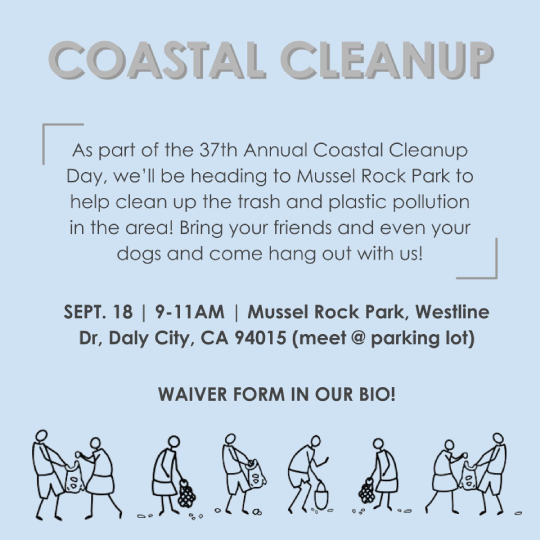 COASTAL CLEANUP
As part of the 37th Annual Coastal Cleanup
Day, we'll be heading to Mussel Rock Park to
help clean up the trash and plastic pollution
in the area! Bring your friends and even your
dogs and come hang out with us!
SEPT. 18 | 9-11AM | Mussel Rock Park, Westline
Dr, Daly City, CA 94015 (meet @ parking lot)
WAIVER FORM IN OUR BIO!